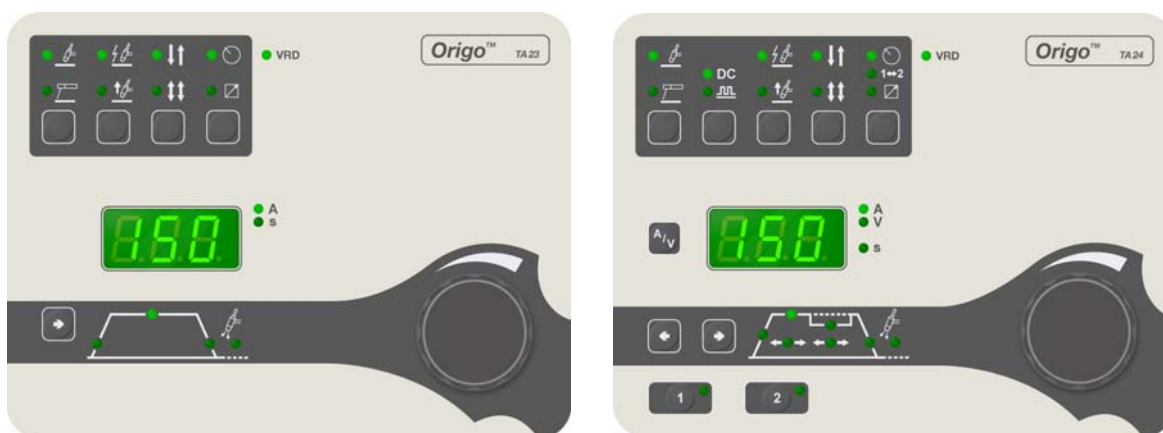 Origo™ TA23
VRD
150
A
s
Origo™ TA24
VRD
DC
1↔2
A/V
150
A
V
s
1
2